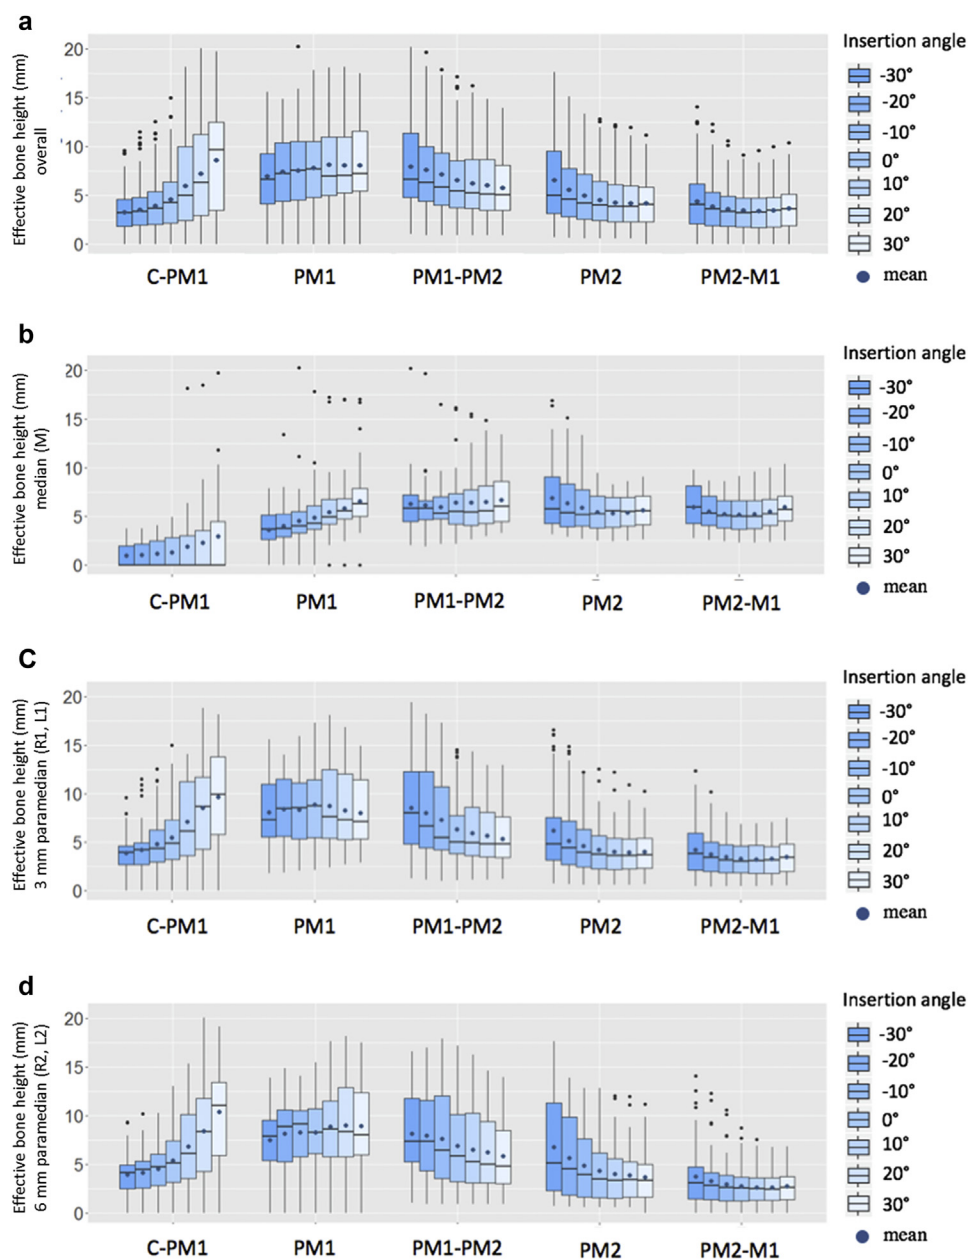 a
Effective bone height (mm)
overall
20
15
10
5
0
C-PM1 PM1 PM1-PM2 PM2 PM2-M1
Insertion angle
-30°
-20°
-10°
0°
10°
20°
30°
mean
b
Effective bone height (mm)
median (M)
20
15
10
5
0
C-PM1 PM1 PM1-PM2 PM2 PM2-M1
Insertion angle
-30°
-20°
-10°
0°
10°
20°
30°
mean
C
Effective bone height (mm)
3 mm paramedian (R1, L1)
20
15
10
5
0
C-PM1 PM1 PM1-PM2 PM2 PM2-M1
Insertion angle
-30°
-20°
-10°
0°
10°
20°
30°
mean
d
Effective bone height (mm)
6 mm paramedian (R2, L2)
20
15
10
5
0
C-PM1 PM1 PM1-PM2 PM2 PM2-M1
Insertion angle
-30°
-20°
-10°
0°
10°
20°
30°
mean